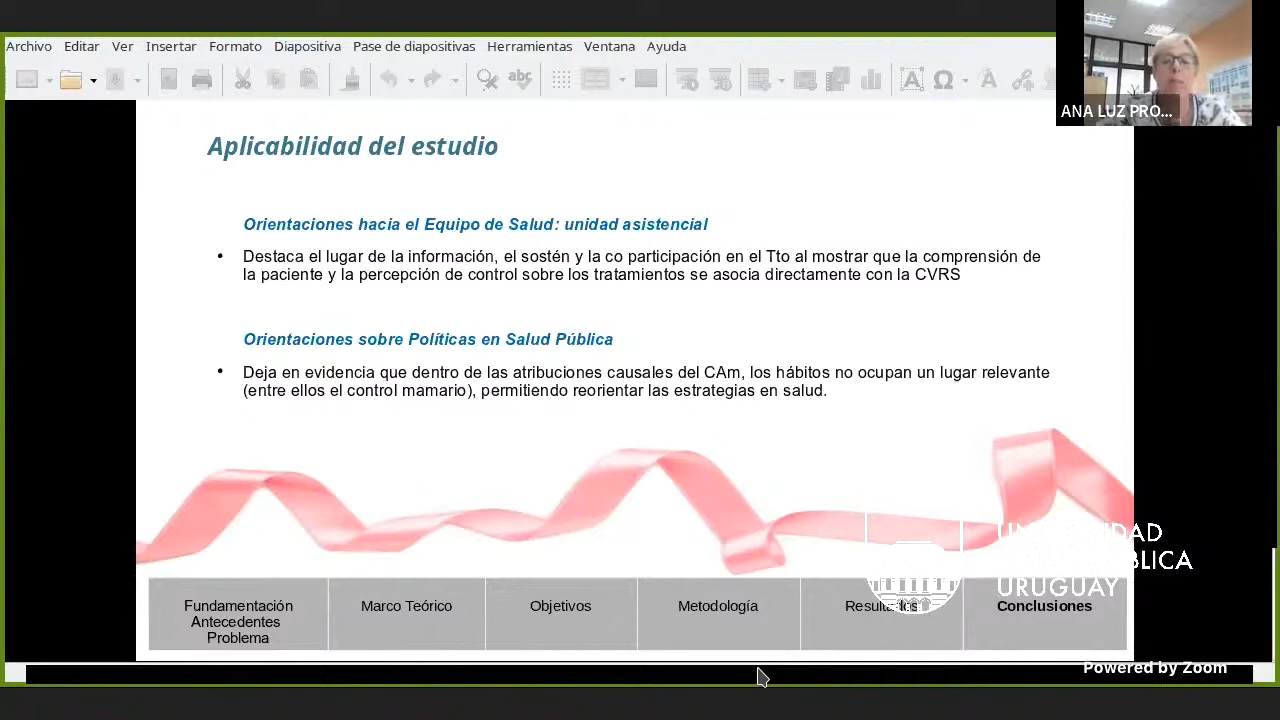 Archivo Editar Ver Insertar Formato Diapositiva Pase de diapositivas Herramientas Ventana Ayuda
abc
ANA LUZ PRO...
Aplicabilidad del estudio
Orientaciones hacia el Equipo de Salud: unidad asistencial
• Destaca el lugar de la información, el sostén y la co participación en el Tto al mostrar que la comprensión de
la paciente y la percepción de control sobre los tratamientos se asocia directamente con la CVRS
Orientaciones sobre Políticas en Salud Pública
• Deja en evidencia que dentro de las atribuciones causales del CAm, los hábitos no ocupan un lugar relevante
(entre ellos el control mamario), permitiendo reorientar las estrategias en salud.
URUGUAY
Fundamentación
Antecedentes
Problema
Marco Teórico
Objetivos
Metodología
Resultados
Conclusiones
Powered by Zoom